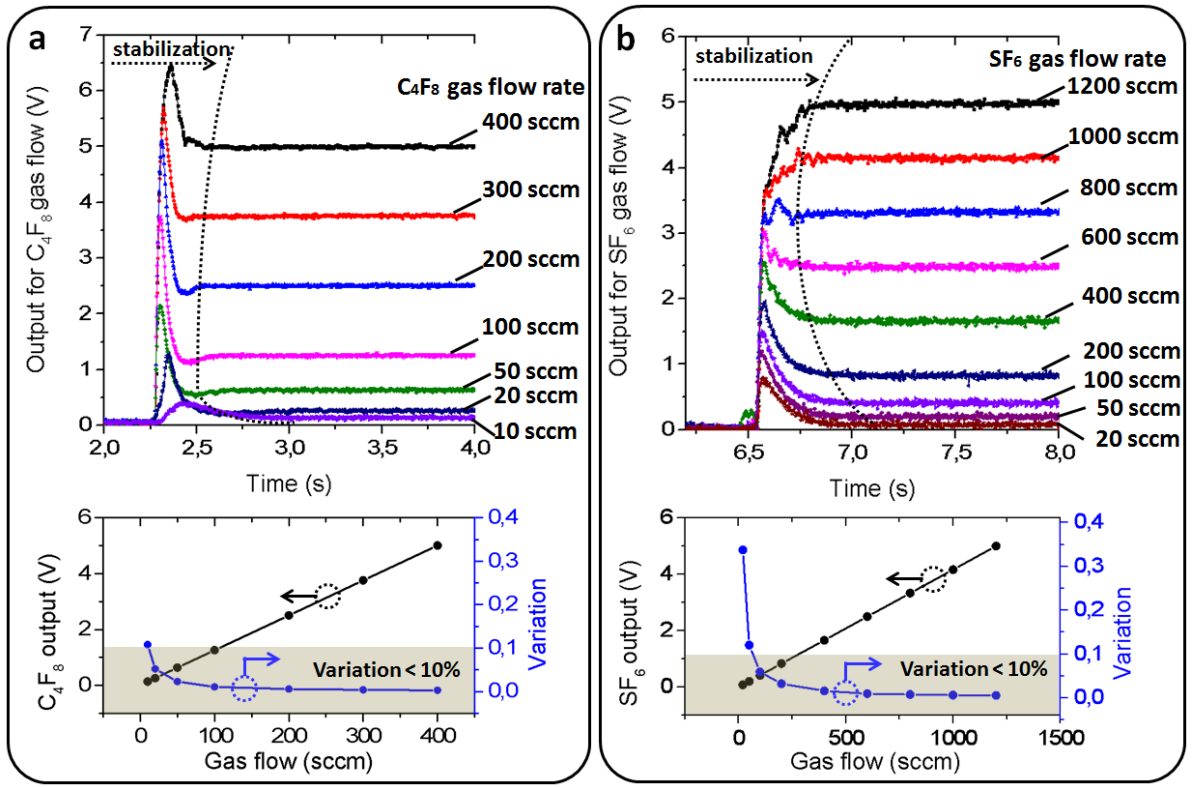 a
stabilization
C4F8 gas flow rate
400 sccm
300 sccm
200 sccm
100 sccm
50 sccm
20 sccm
10 sccm
Output for C4F8 gas flow (V)
7
6
5
4
3
2
1
0
2,0 2,5 3,0 3,5 4,0
Time (s)
C4F8 output (V)
6
4
2
0
0,4
0,3
0,2
0,1
0,0
Variation
Variation < 10%
0 100 200 300 400
Gas flow (sccm)
b
stabilization
SF6 gas flow rate
1200 sccm
1000 sccm
800 sccm
600 sccm
400 sccm
200 sccm
100 sccm
50 sccm
20 sccm
Output for SF6 gas flow (V)
6
5
4
3
2
1
0
6,5 7,0 7,5 8,0
Time (s)
SF6 output (V)
6
4
2
0
0,4
0,3
0,2
0,1
0,0
Variation
Variation < 10%
0 500 1000 1500
Gas flow (sccm)